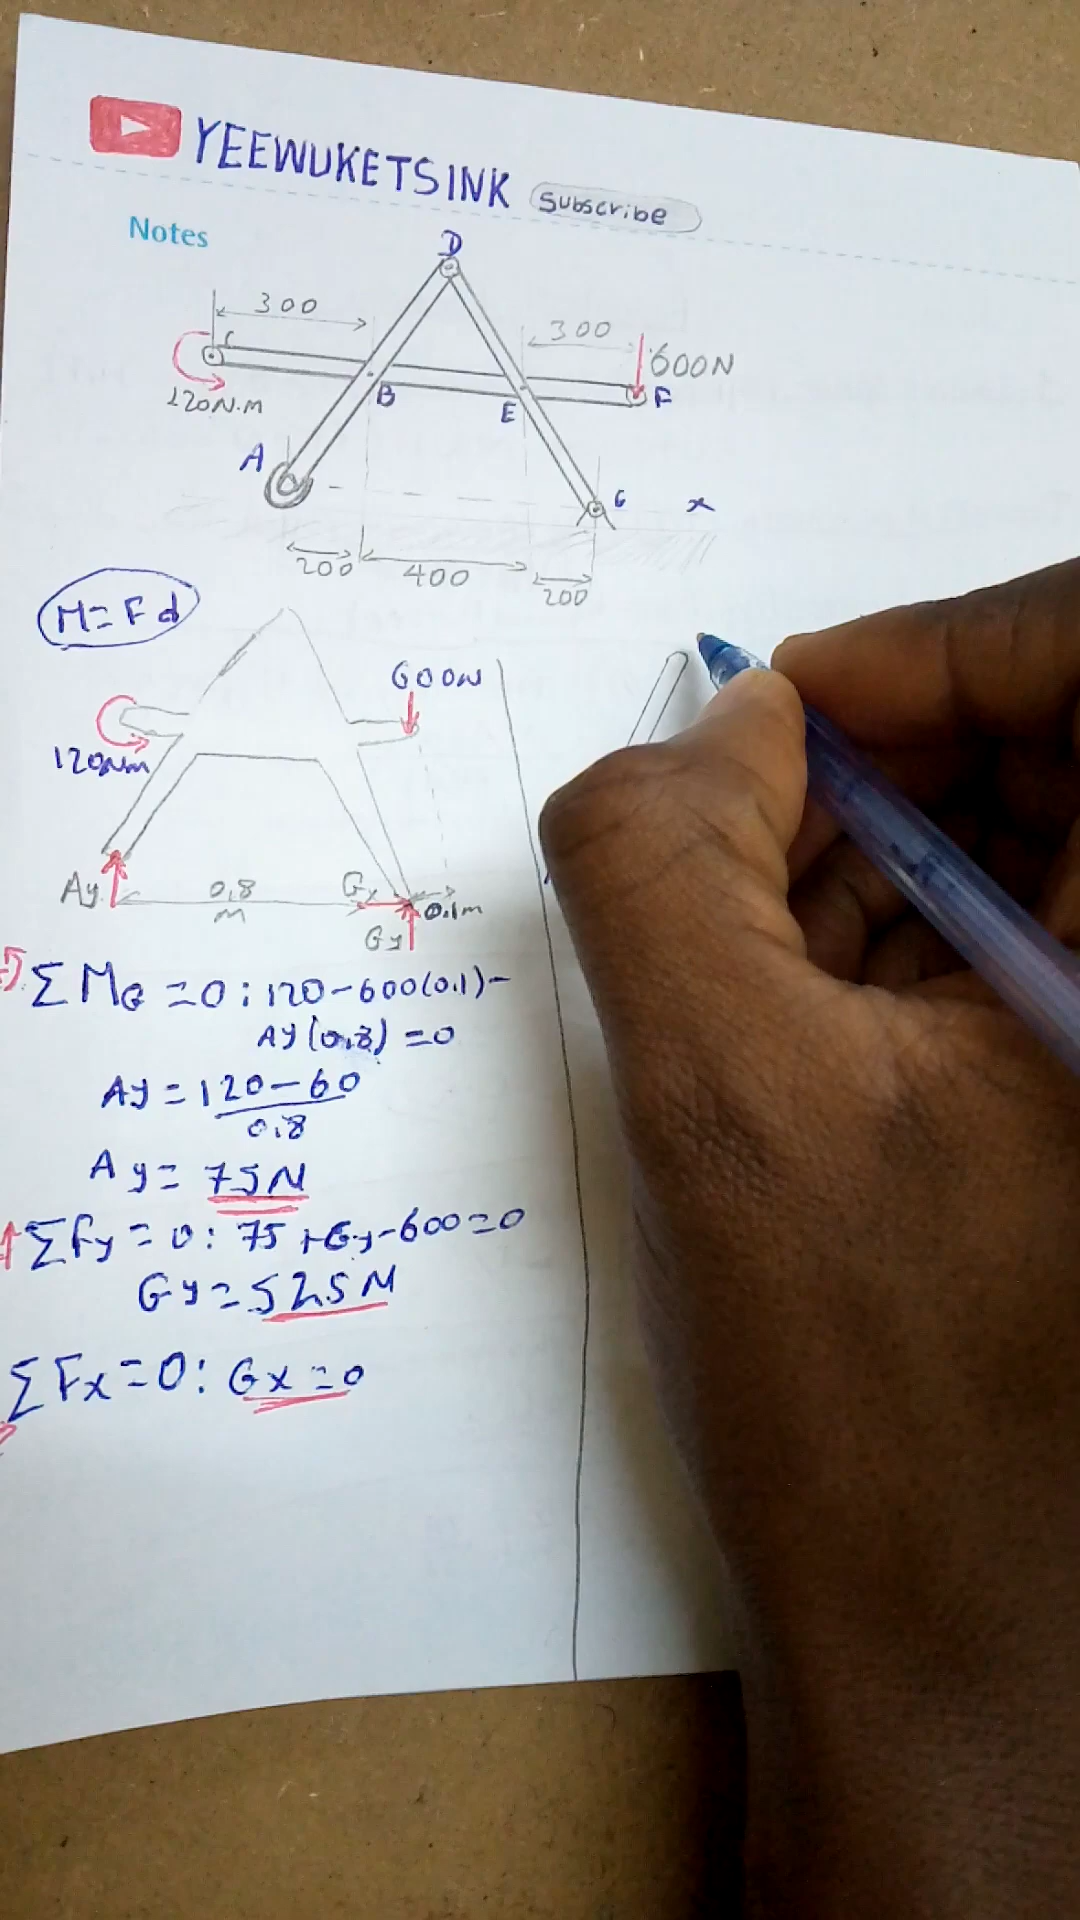 YEEWUKETSINK
Subscribe
Notes
D
300
300
C
600N
120N.M
B
E
F
A
G
x
200
400
200
M=Fd
600N
120Nm
Ay
0.8
m
Gx
0.1m
Gy
ΣMG=0: 120-600(0.1)-
Ay(0.8)=0
Ay=120-60
0.8
Ay=75N
ΣFy=0: 75+Gy-600=0
Gy=525N
ΣFx=0: Gx=0